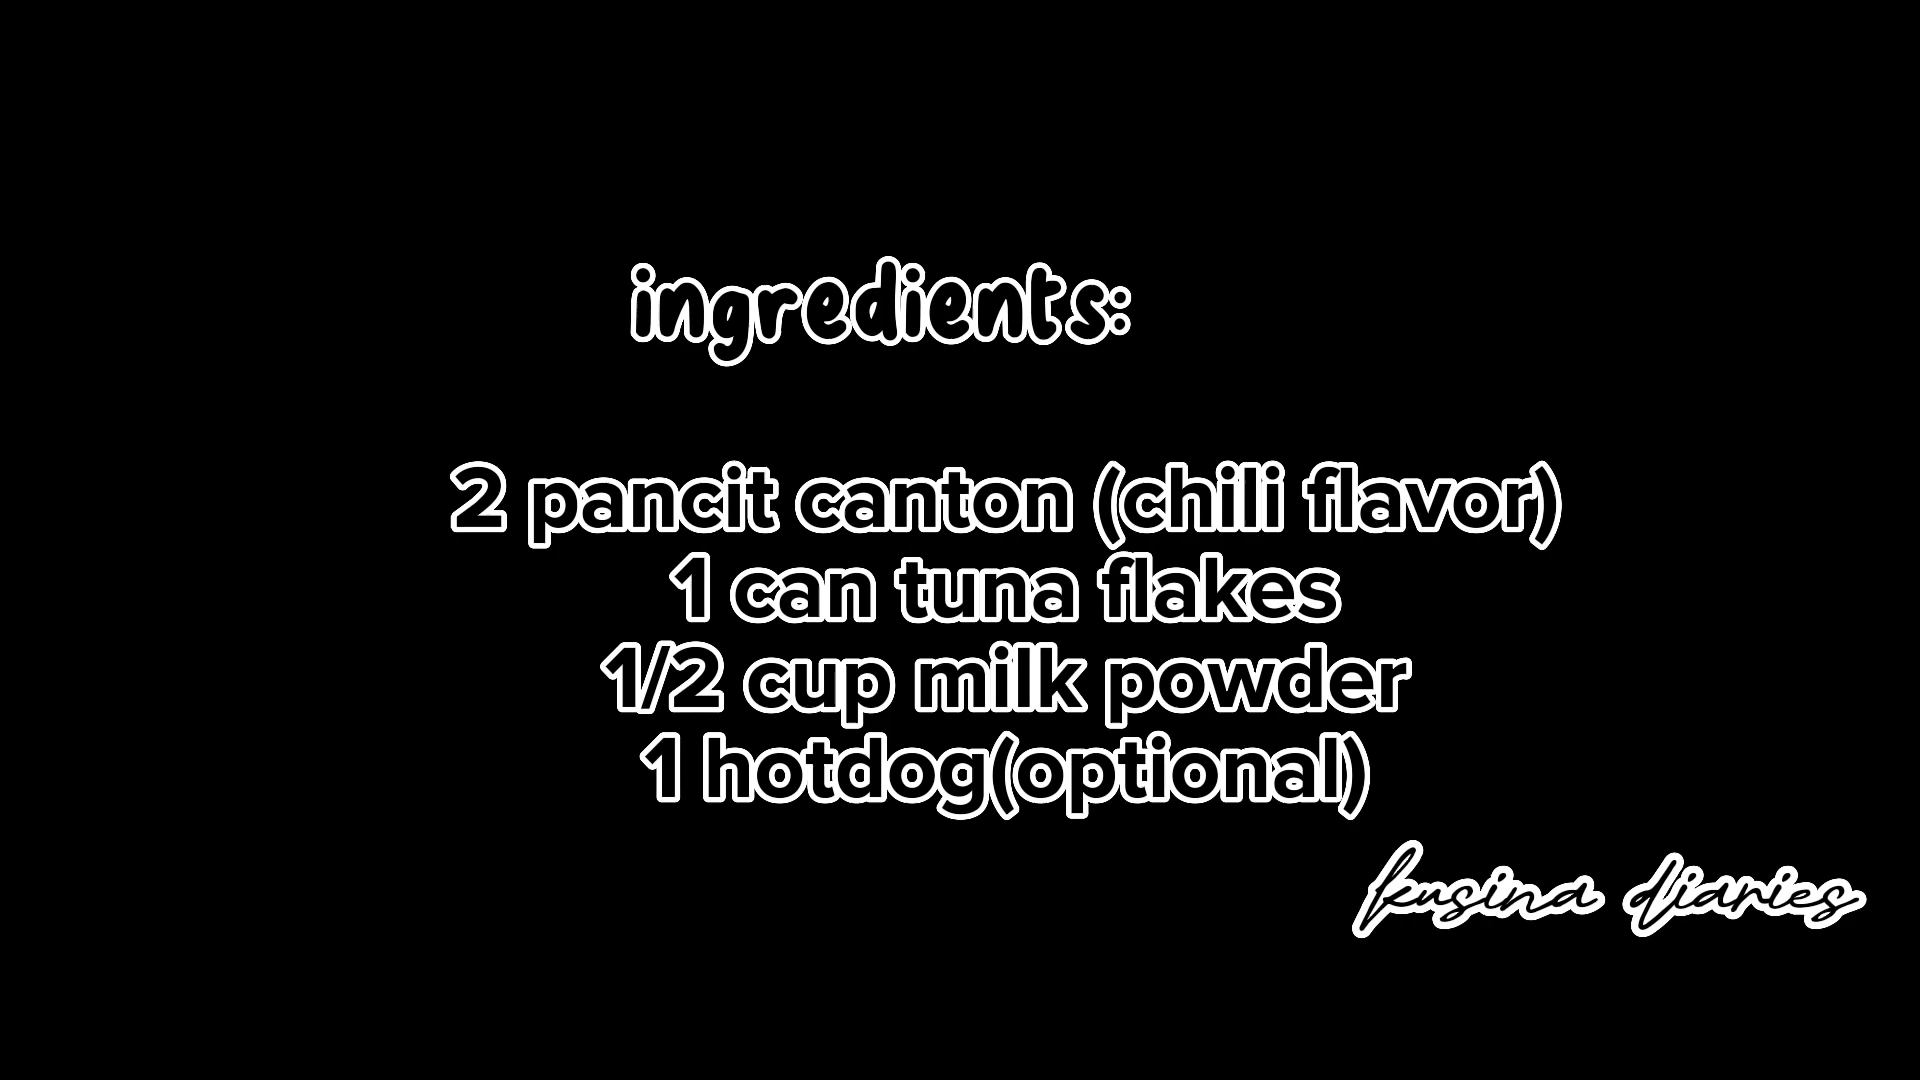 ingredients:
2 pancit canton (chili flavor)
1 can tuna flakes
1/2 cup milk powder
1 hotdog(optional)
kusina diaries